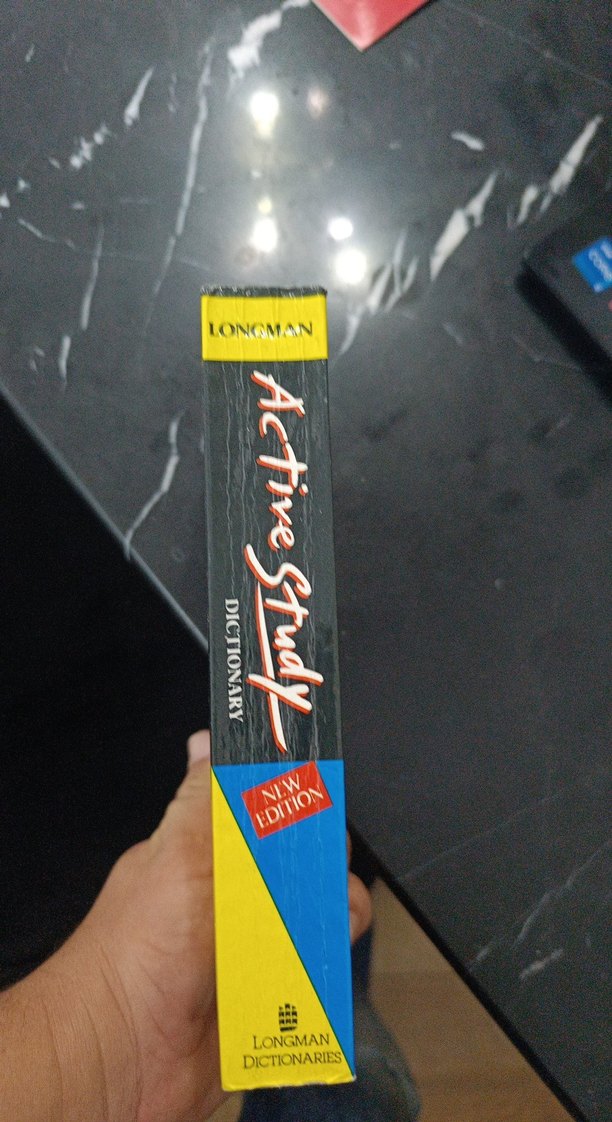 LONGMAN
Active Study
DICTIONARY
NEW
EDITION
LONGMAN
DICTIONARIES